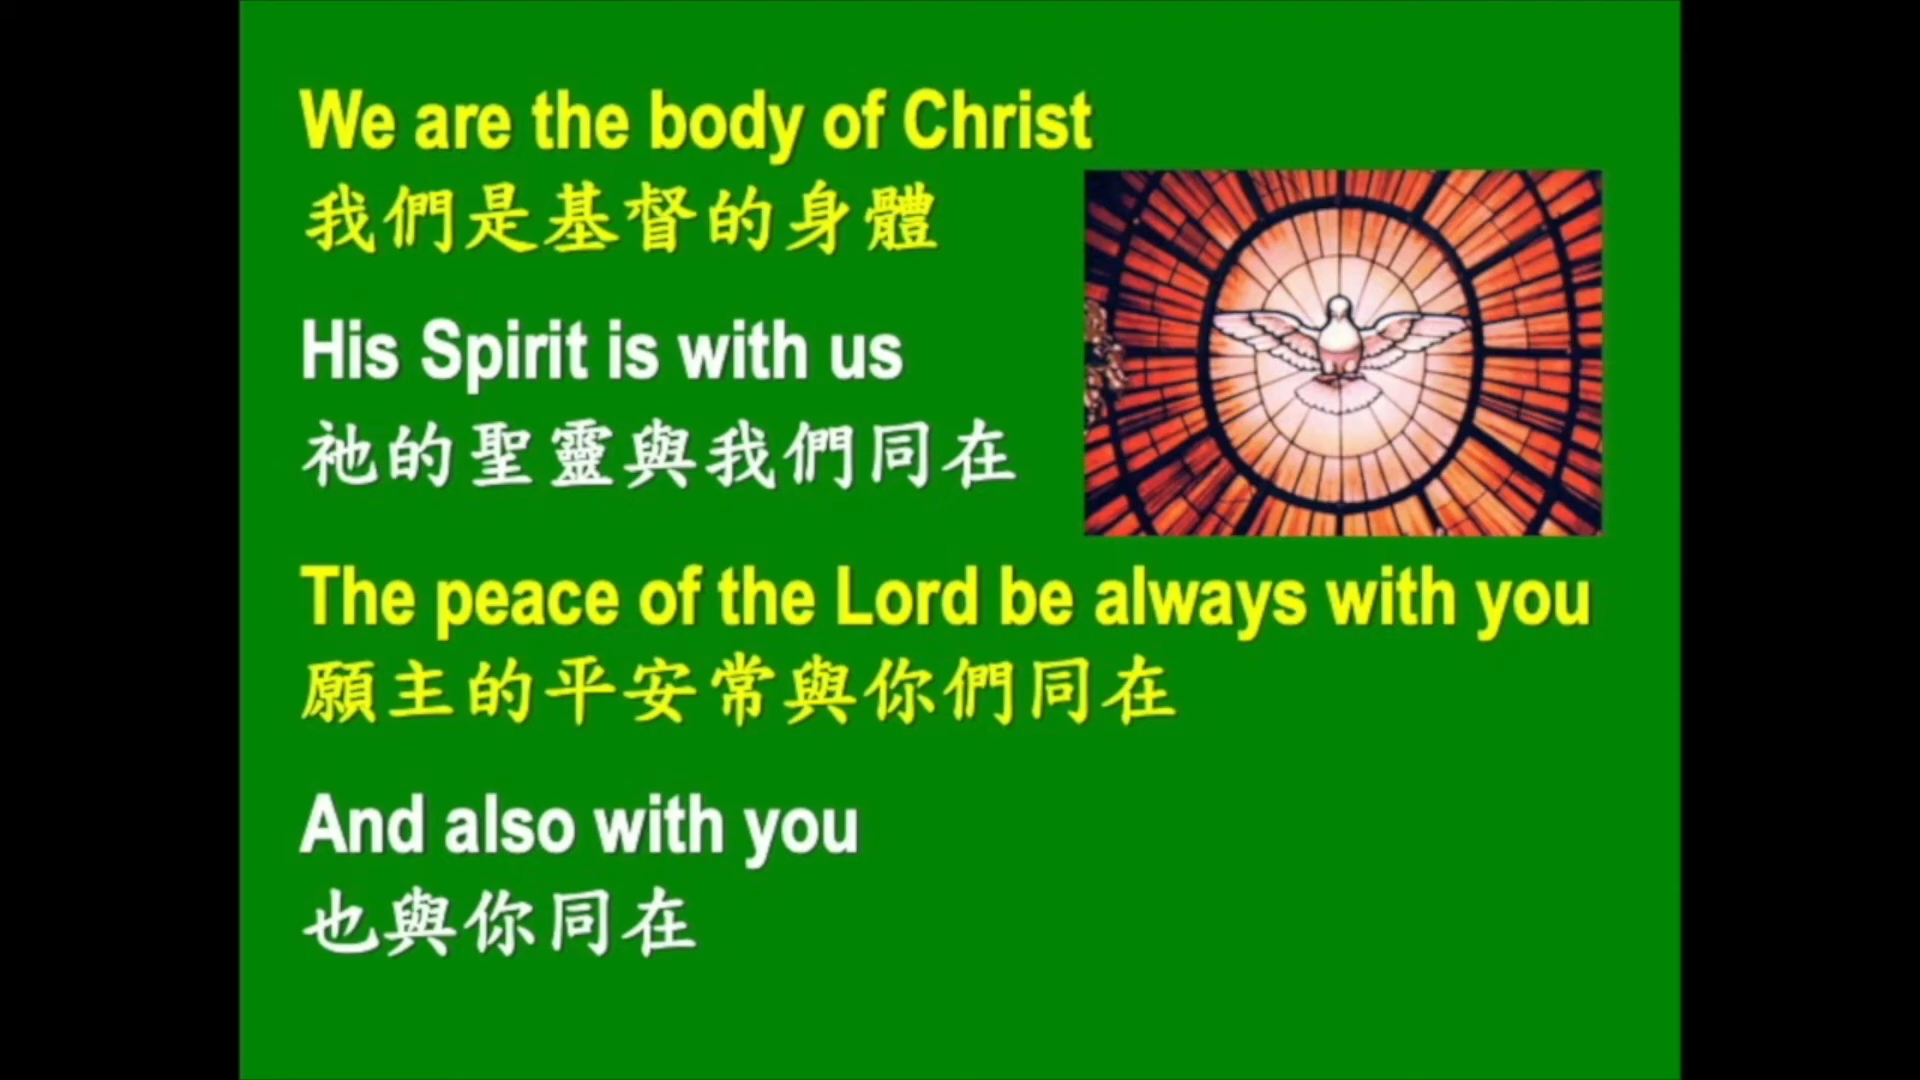 We are the body of Christ
我們是基督的身體
His Spirit is with us
祂的聖靈與我們同在
The peace of the Lord be always with you
願主的平安常與你們同在
And also with you
也與你同在